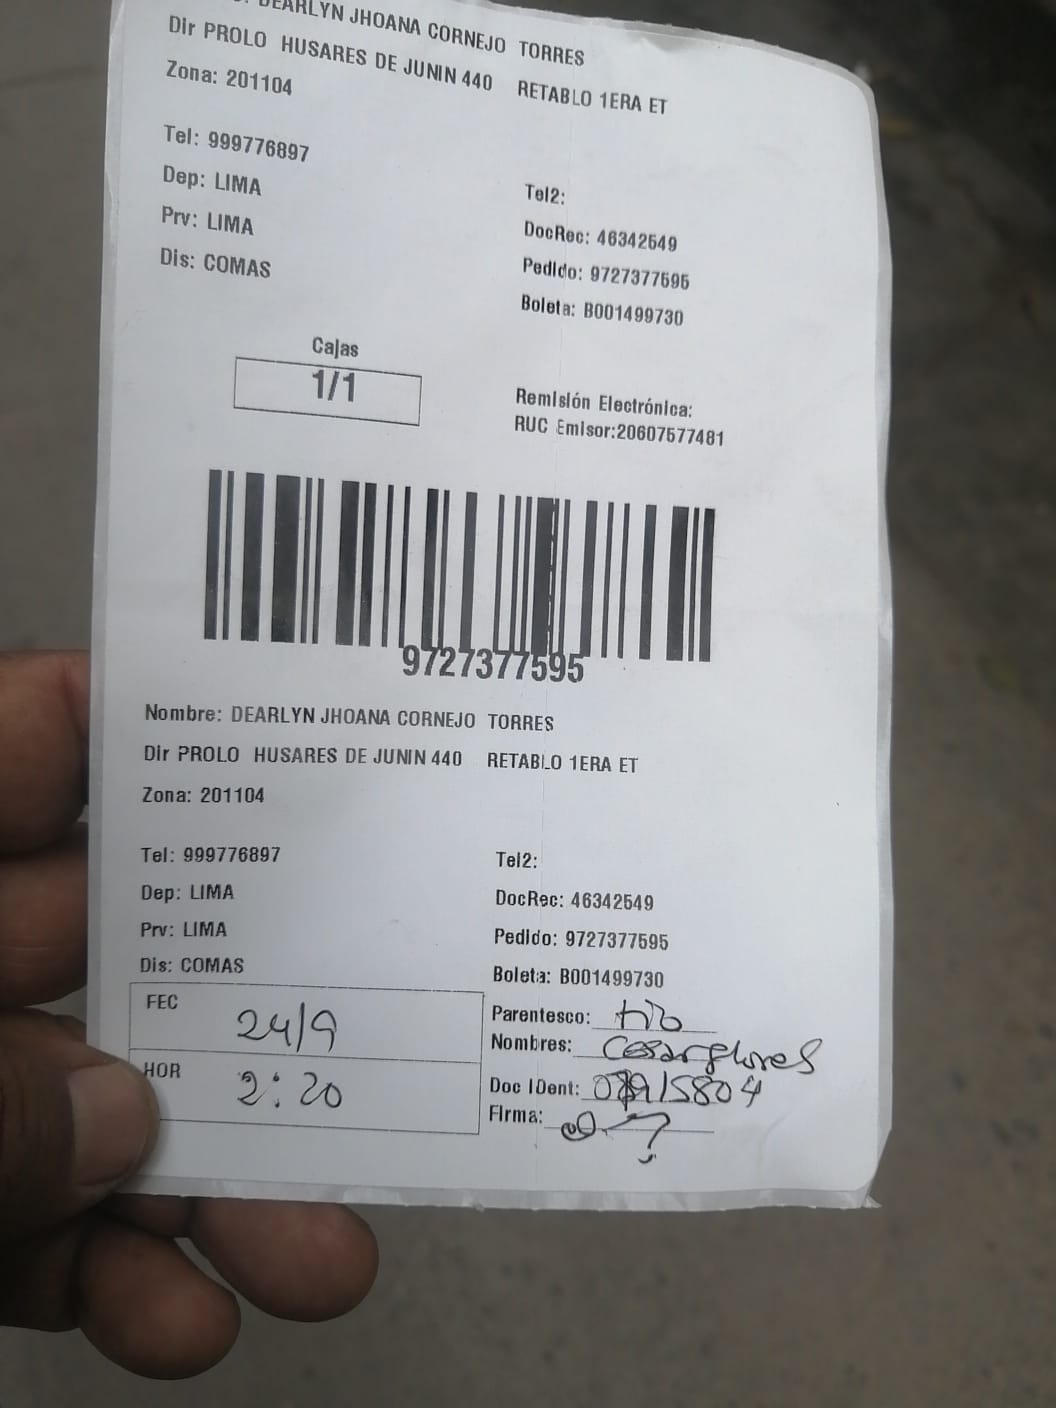 DEARLYN JHOANA CORNEJO TORRES
Dir PROLO HUSARES DE JUNIN 440 RETABLO 1ERA ET
Zona: 201104
Tel: 999776897
Dep: LIMA
Prv: LIMA
Dis: COMAS
Tel2:
DocRec: 46342549
Pedido: 9727377595
Boleta: B001499730
Cajas
1/1
Remisión Electrónica:
RUC Emisor:20607577481
9727377595
Nombre: DEARLYN JHOANA CORNEJO TORRES
Dir PROLO HUSARES DE JUNIN 440 RETABLO 1ERA ET
Zona: 201104
Tel: 999776897
Dep: LIMA
Prv: LIMA
Dis: COMAS
Tel2:
DocRec: 46342549
Pedido: 9727377595
Boleta: B001499730
FEC 24/9
HOR 2:20
Parentesco: tio
Nombres: Cesar flores
Doc IDent:
Firma: